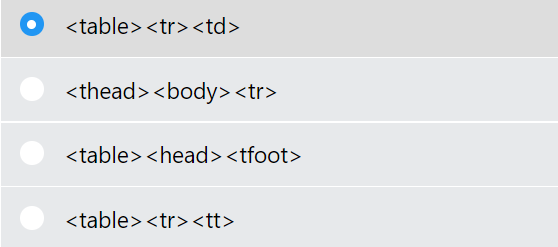 <table><tr><td>
<thead><body><tr>
<table><head><tfoot>
<table><tr><tt>